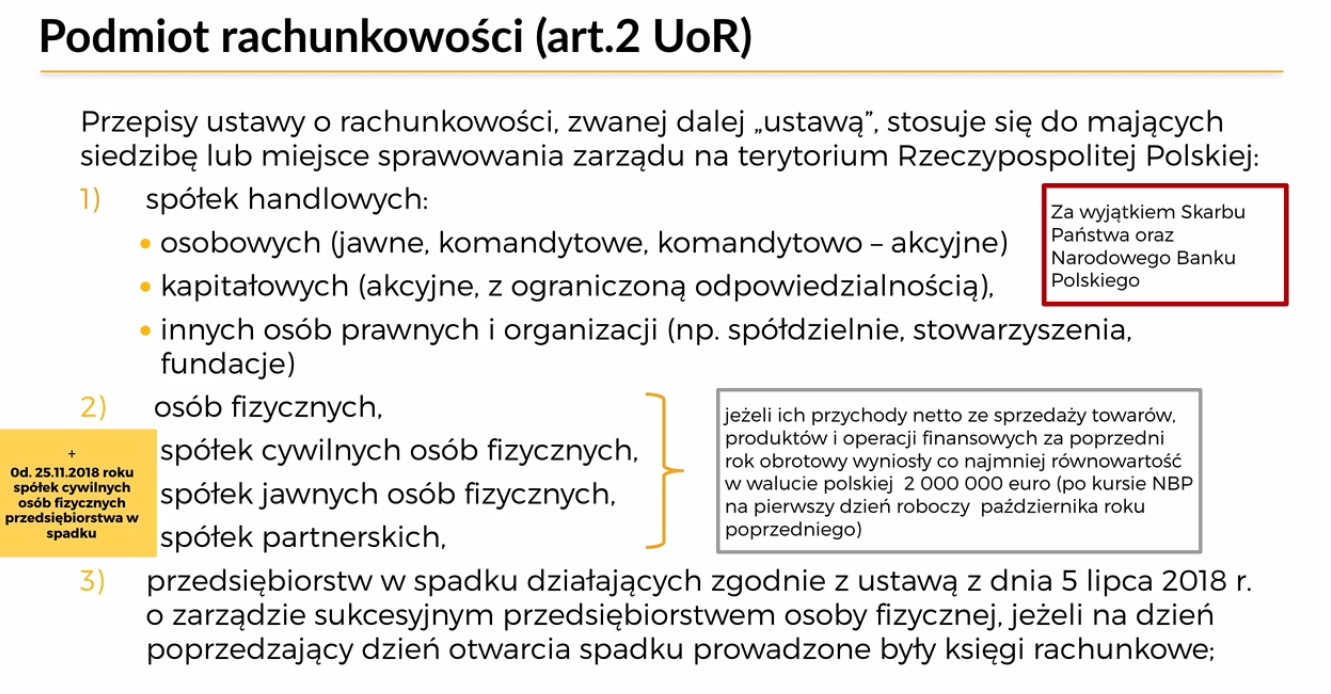 Podmiot rachunkowości (art.2 UoR)
Przepisy ustawy o rachunkowości, zwanej dalej „ustawą”, stosuje się do mających
siedzibę lub miejsce sprawowania zarządu na terytorium Rzeczypospolitej Polskiej:
1) spółek handlowych:
• osobowych (jawne, komandytowe, komandytowo – akcyjne)
• kapitałowych (akcyjne, z ograniczoną odpowiedzialnością),
• innych osób prawnych i organizacji (np. spółdzielnie, stowarzyszenia,
fundacje)
Za wyjątkiem Skarbu
Państwa oraz
Narodowego Banku
Polskiego
2) osób fizycznych,
spółek cywilnych osób fizycznych,
spółek jawnych osób fizycznych,
spółek partnerskich,
+
0d. 25.11.2018 roku
spółek cywilnych
osób fizycznych
przedsiębiorstwa w
spadku
jeżeli ich przychody netto ze sprzedaży towarów,
produktów i operacji finansowych za poprzedni
rok obrotowy wyniosły co najmniej równowartość
w walucie polskiej 2 000 000 euro (po kursie NBP
na pierwszy dzień roboczy października roku
poprzedniego)
3) przedsiębiorstw w spadku działających zgodnie z ustawą z dnia 5 lipca 2018 r.
o zarządzie sukcesyjnym przedsiębiorstwem osoby fizycznej, jeżeli na dzień
poprzedzający dzień otwarcia spadku prowadzone były księgi rachunkowe;